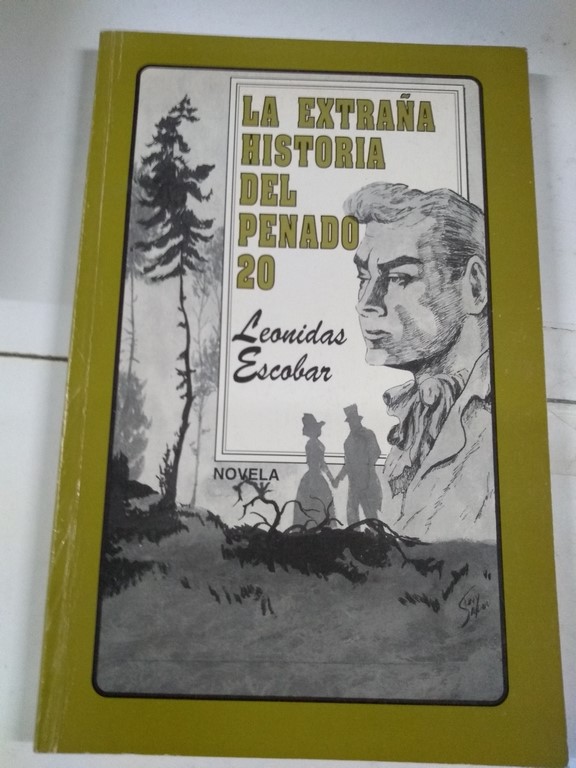 LA EXTRAÑA
HISTORIA
DEL
PENADO
20
Leonidas
Escobar
NOVELA